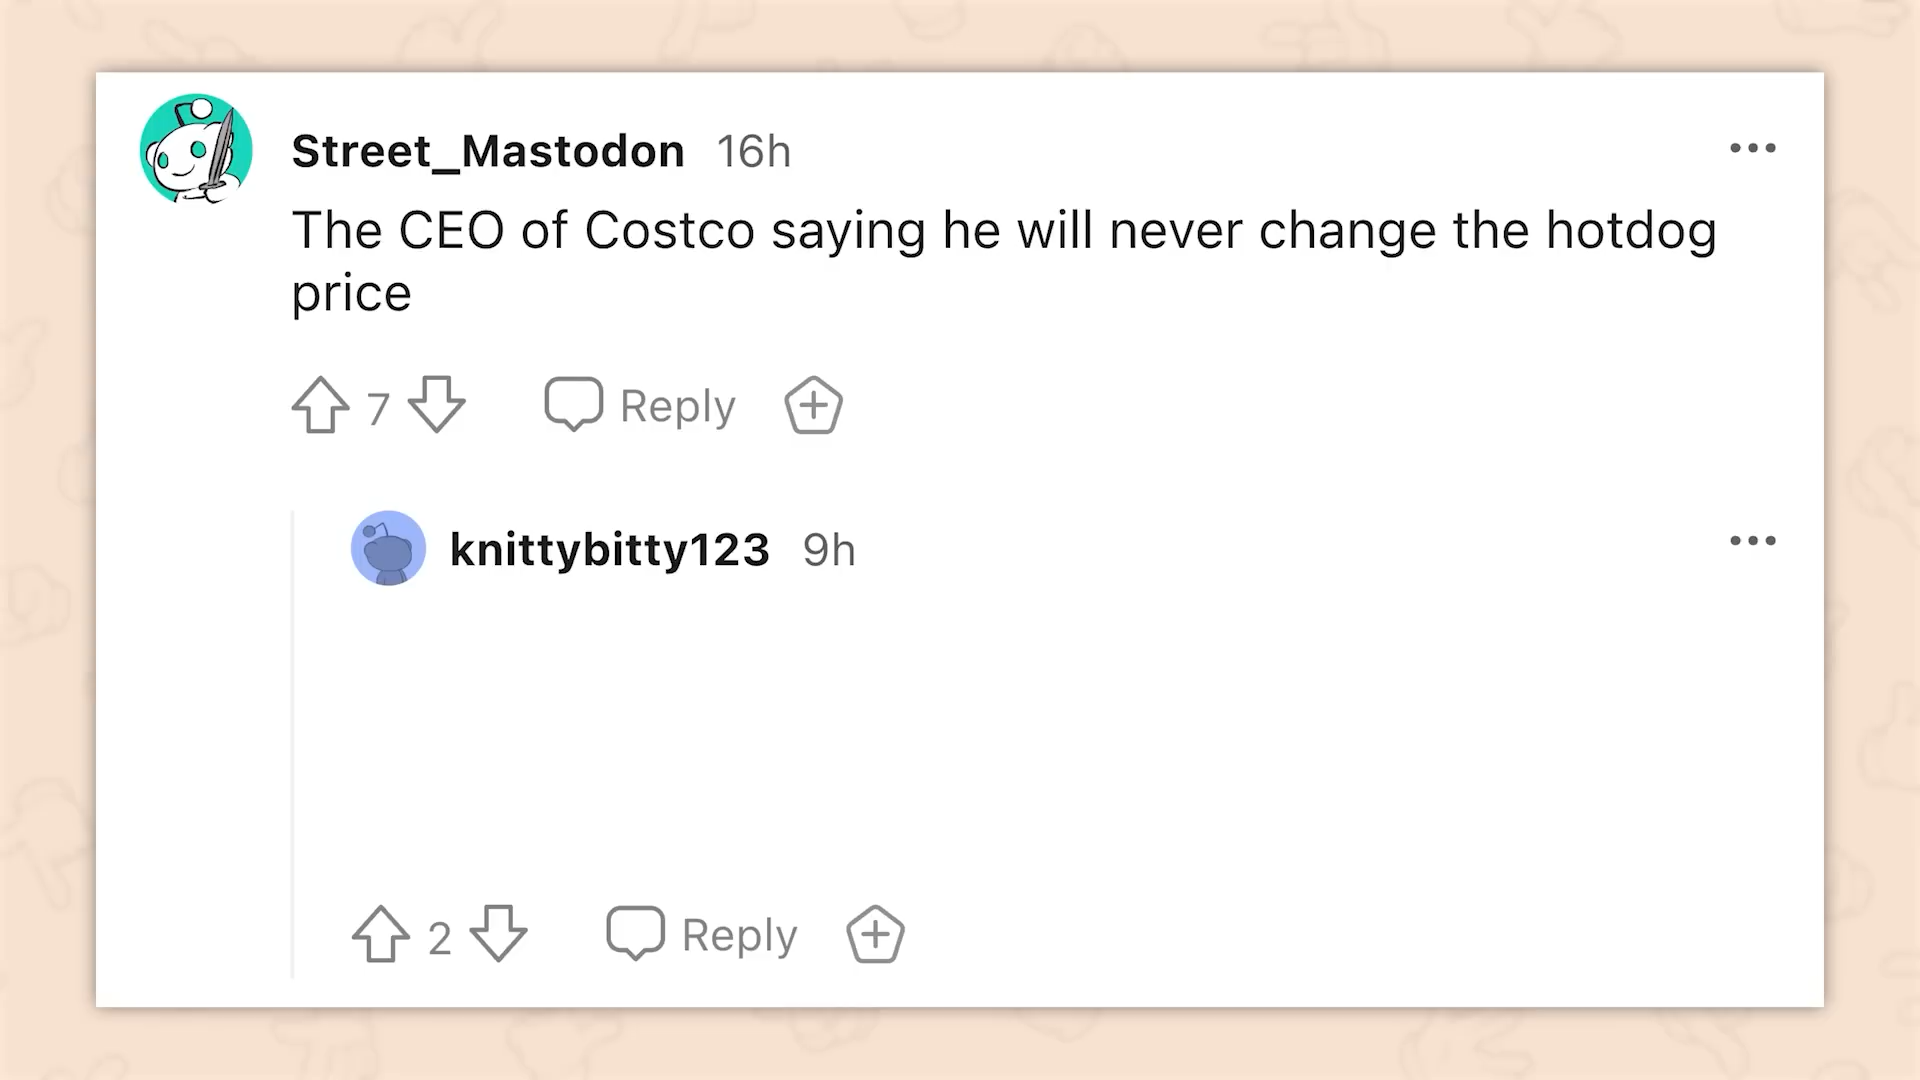 Street_Mastodon 16h
The CEO of Costco saying he will never change the hotdog
price
7 Reply
knittybitty123 9h
2 Reply